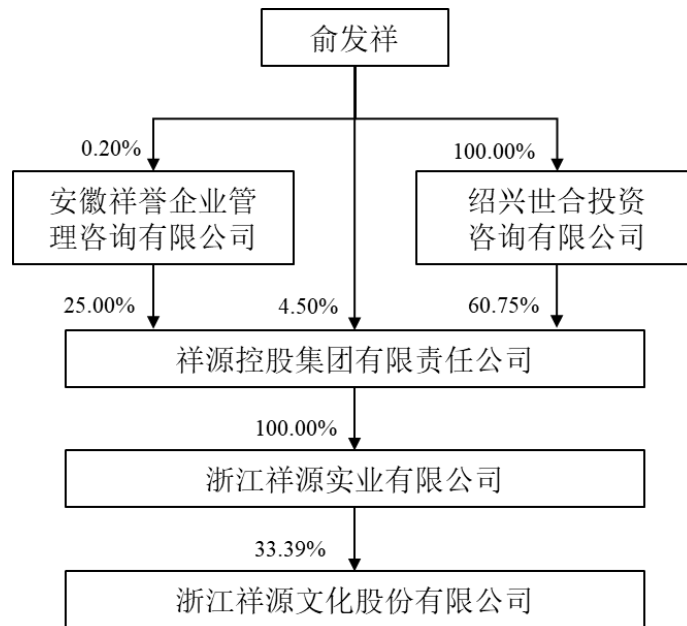 俞发祥
0.20%
100.00%
安徽祥誉企业管
理咨询有限公司
绍兴世合投资
咨询有限公司
25.00%
4.50%
60.75%
祥源控股集团有限责任公司
100.00%
浙江祥源实业有限公司
33.39%
浙江祥源文化股份有限公司